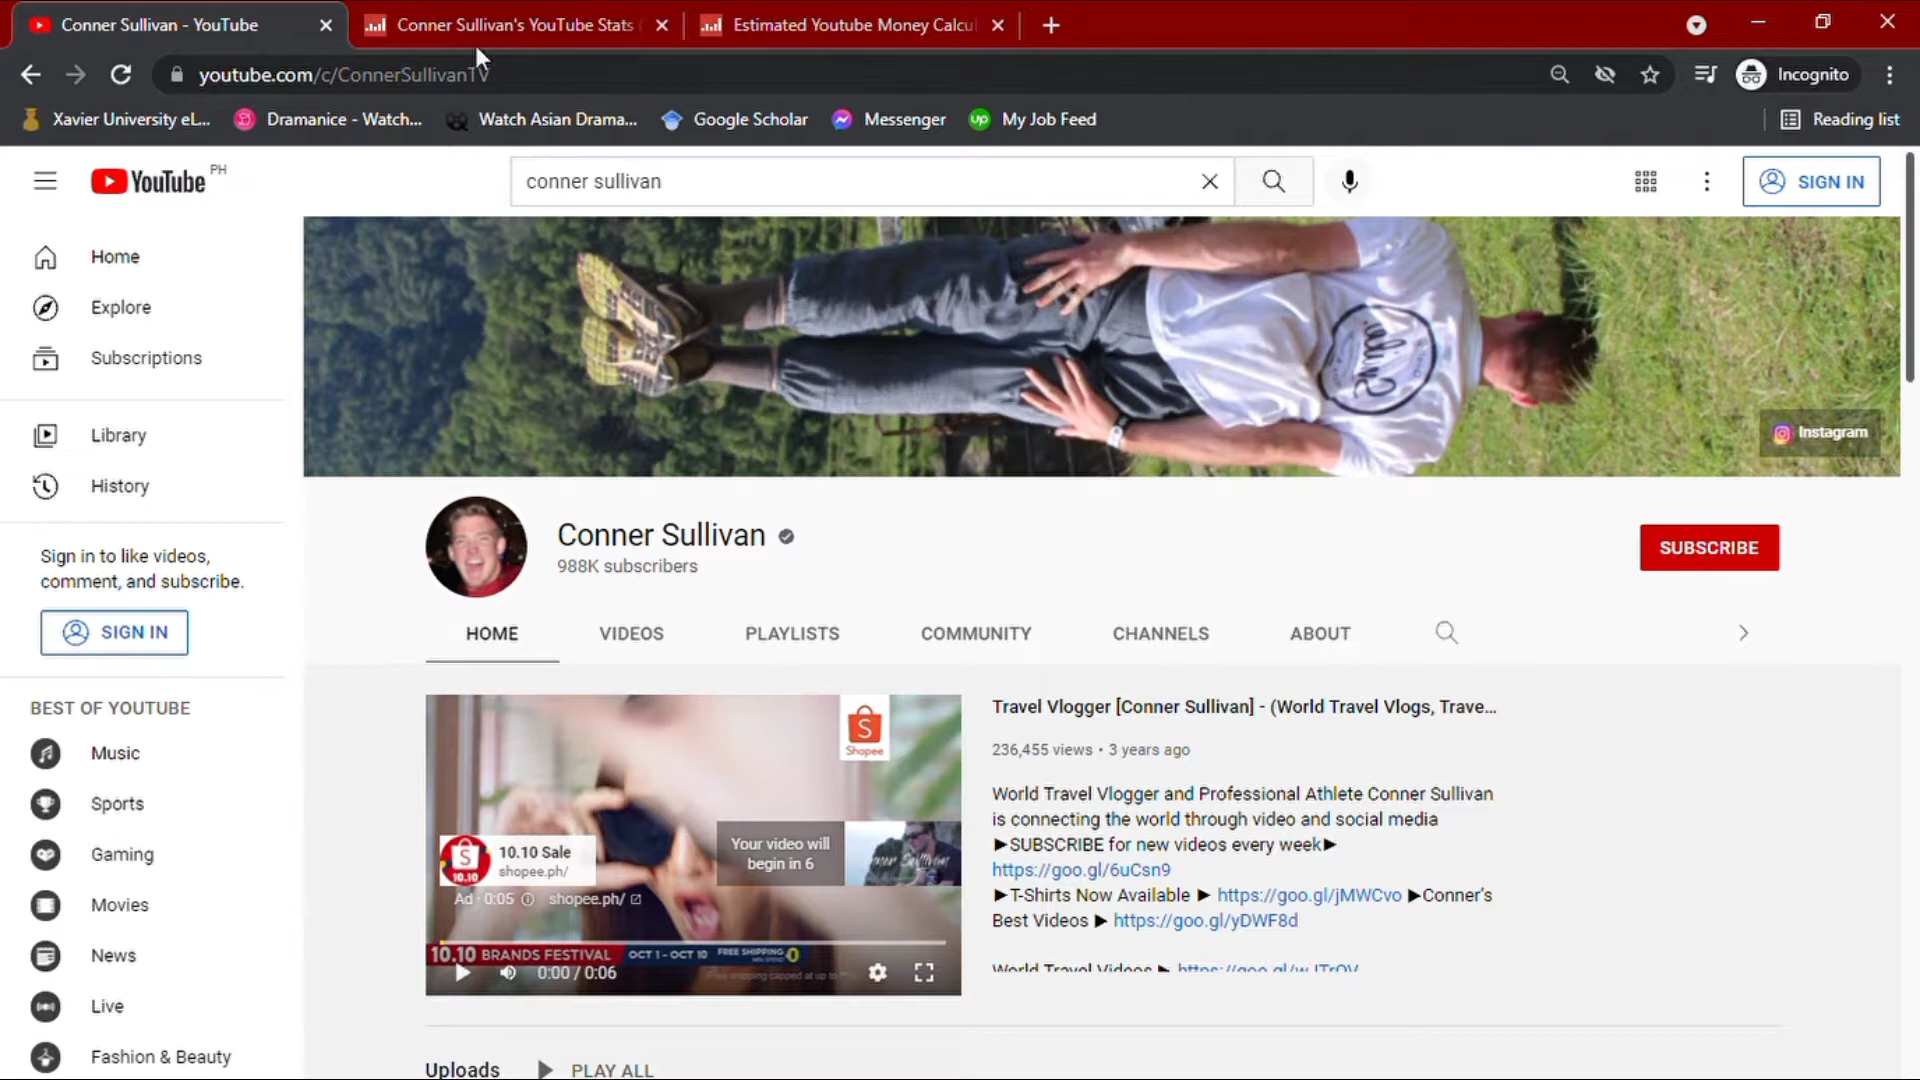 Conner Sullivan - YouTube
Conner Sullivan's YouTube Stats
Estimated Youtube Money Calcu
youtube.com/c/ConnerSullivanTV
Incognito
Xavier University eL...
Dramanice - Watch...
Watch Asian Drama...
Google Scholar
Messenger
My Job Feed
Reading list
YouTube PH
conner sullivan
SIGN IN
Home
Explore
Subscriptions
Library
History
Instagram
Sign in to like videos,
comment, and subscribe.
SIGN IN
Conner Sullivan
988K subscribers
SUBSCRIBE
HOME
VIDEOS
PLAYLISTS
COMMUNITY
CHANNELS
ABOUT
BEST OF YOUTUBE
Music
Sports
Gaming
Movies
News
Live
Fashion & Beauty
Shopee
10.10
10.10 Sale
shopee.ph/
Your video will
begin in 6
Conner Sullivan
Ad · 0:05
shopee.ph/
10.10 BRANDS FESTIVAL OCT 1 - OCT 10 FREE SHIPPING
0:00 / 0:06
Travel Vlogger [Conner Sullivan] - (World Travel Vlogs, Trave...
236,455 views • 3 years ago
World Travel Vlogger and Professional Athlete Conner Sullivan
is connecting the world through video and social media
►SUBSCRIBE for new videos every week►
https://goo.gl/6uCsn9
►T-Shirts Now Available ► https://goo.gl/jMWCvo ►Conner's
Best Videos ► https://goo.gl/yDWF8d
World Travel Videos ►
Uploads
PLAY ALL